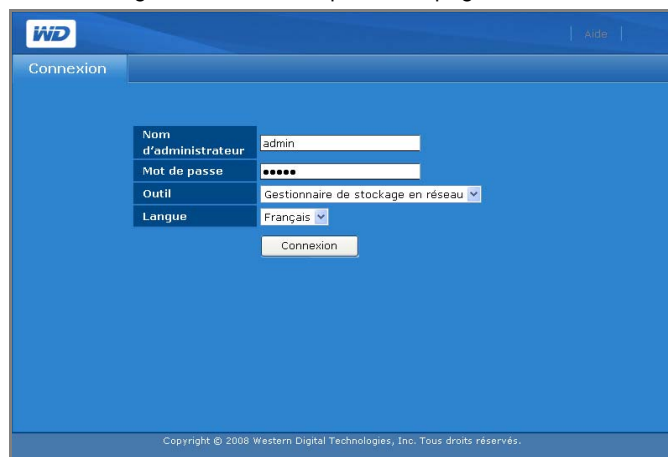 WD
Aide
Connexion
Nom
d'administrateur
admin
Mot de passe
Outil
Gestionnaire de stockage en réseau
Langue
Français
Connexion
Copyright © 2008 Western Digital Technologies, Inc. Tous droits réservés.